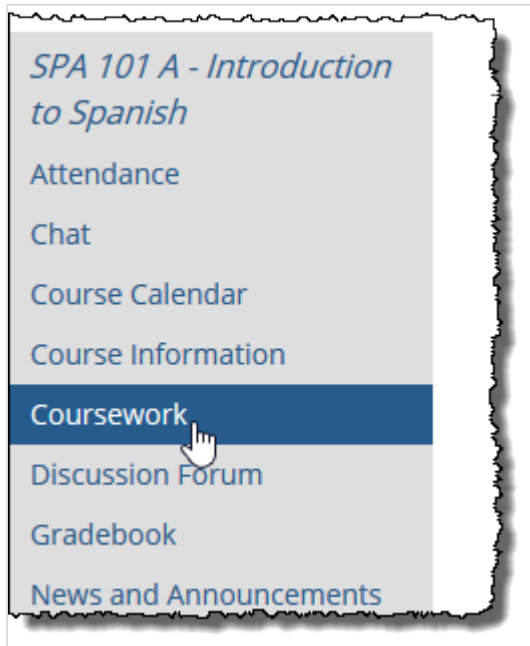 SPA 101 A - Introduction
to Spanish
Attendance
Chat
Course Calendar
Course Information
Coursework
Discussion Forum
Gradebook
News and Announcements